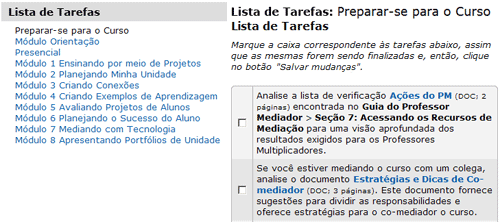 Lista de Tarefas
Preparar-se para o Curso
Módulo Orientação
Presencial
Módulo 1 Ensinando por meio de Projetos
Módulo 2 Planejando Minha Unidade
Módulo 3 Criando Conexões
Módulo 4 Criando Exemplos de Aprendizagem
Módulo 5 Avaliando Projetos de Alunos
Módulo 6 Planejando o Sucesso do Aluno
Módulo 7 Mediando com Tecnologia
Módulo 8 Apresentando Portfólios de Unidade
Lista de Tarefas: Preparar-se para o Curso
Lista de Tarefas
Marque a caixa correspondente às tarefas abaixo, assim
que as mesmas forem sendo finalizadas e, então, clique
no botão "Salvar mudanças".
Analise a lista de verificação Ações do PM (DOC: 2
páginas) encontrada no Guia do Professor
Mediador > Seção 7: Acessando os Recursos de
Mediação para uma visão aprofundada dos
resultados exigidos para os Professores
Multiplicadores.
Se você estiver mediando o curso com um colega,
analise o documento Estratégias e Dicas de Co-
mediador (DOC: 3 páginas). Este documento fornece
sugestões para dividir as responsabilidades e
oferece estratégias para o co-mediador o curso.